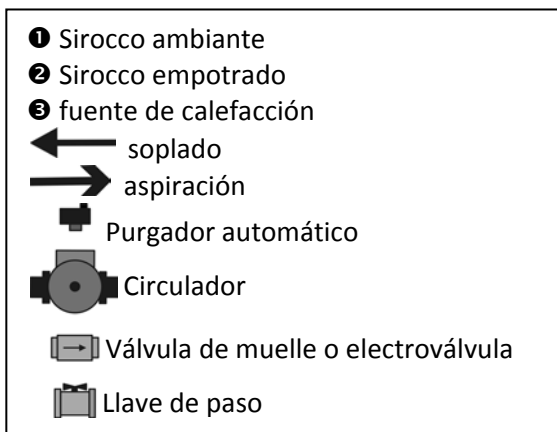 ❶ Sirocco ambiante
❷ Sirocco empotrado
❸ fuente de calefacción
soplado
aspiración
Purgador automático
Circulador
Válvula de muelle o electroválvula
Llave de paso